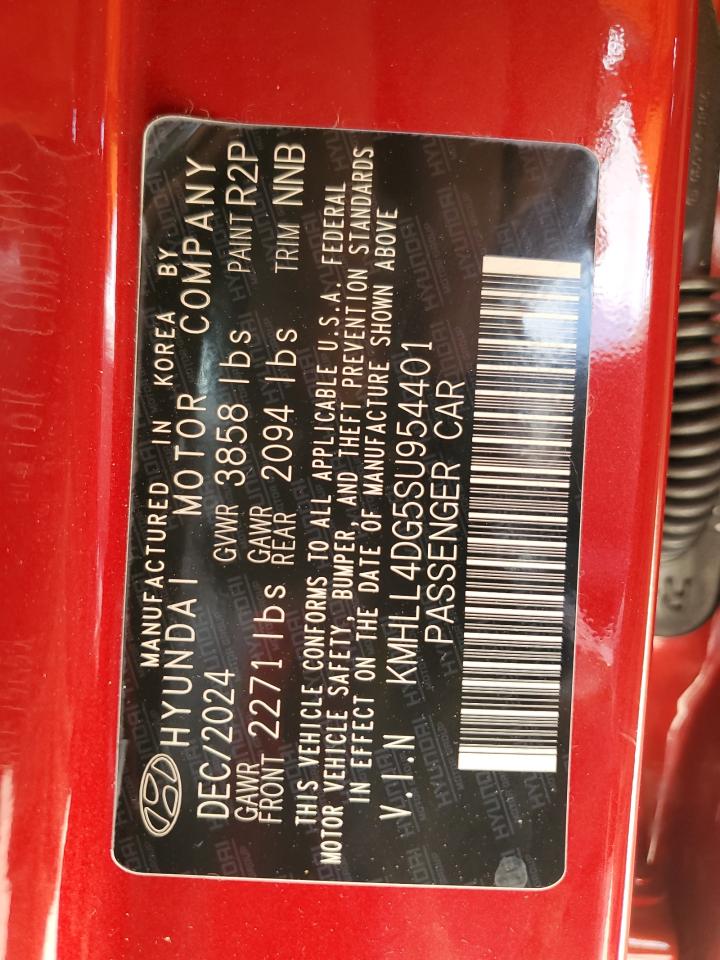 MANUFACTURED IN KOREA BY
HYUNDAI MOTOR COMPANY
DEC/2024 GVWR 3858 lbs PAINT R2P
GAWR FRONT 2271 lbs GAWR REAR 2094 lbs TRIM NNB
THIS VEHICLE CONFORMS TO ALL APPLICABLE U.S.A. FEDERAL
MOTOR VEHICLE SAFETY, BUMPER, AND THEFT PREVENTION STANDARDS
IN EFFECT ON THE DATE OF MANUFACTURE SHOWN ABOVE
V.I.N KMHLL4DG5SU954401
PASSENGER CAR